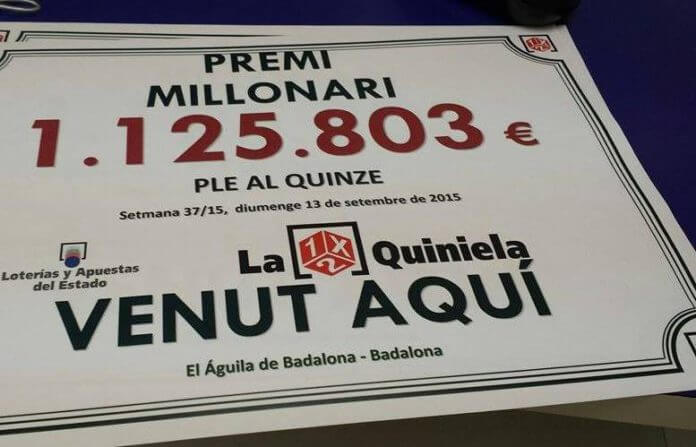 PREMI
MILLONARI
1.125.803 €
PLE AL QUINZE
Setmana 37/15, diumenge 13 de setembre de 2015
Loterías y Apuestas
del Estado
La 1X2 Quiniela
VENUT AQUÍ
El Águila de Badalona - Badalona